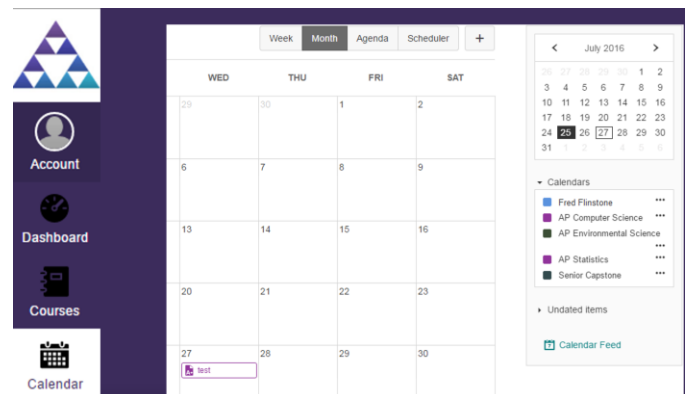 Account
Dashboard
Courses
Calendar
Week Month Agenda Scheduler +
WED THU FRI SAT
29 30 1 2
6 7 8 9
13 14 15 16
20 21 22 23
27 28 29 30
test
< July 2016 >
26 27 28 29 30 1 2
3 4 5 6 7 8 9
10 11 12 13 14 15 16
17 18 19 20 21 22 23
24 25 26 27 28 29 30
31 1 2 3 4 5 6
Calendars
Fred Flinstone
AP Computer Science
AP Environmental Science
AP Statistics
Senior Capstone
Undated items
Calendar Feed